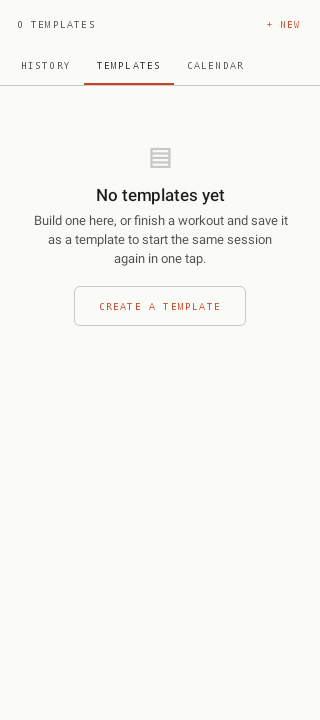 0 TEMPLATES
+ NEW
HISTORY
TEMPLATES
CALENDAR
No templates yet
Build one here, or finish a workout and save it
as a template to start the same session
again in one tap.
CREATE A TEMPLATE